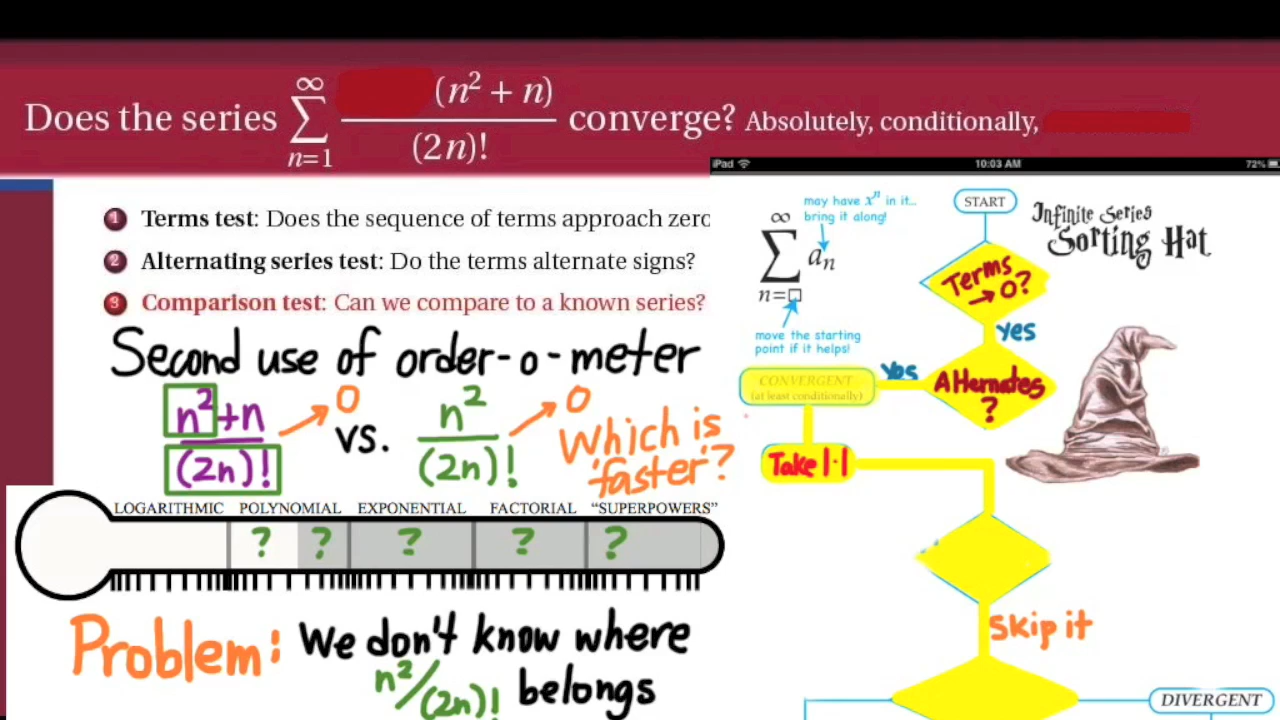 Does the series ∞ ∑ n=1 (n² + n) / (2n)! converge? Absolutely, conditionally,
iPad 10:03 AM 72%
1 Terms test: Does the sequence of terms approach zero
2 Alternating series test: Do the terms alternate signs?
3 Comparison test: Can we compare to a known series?
Second use of order-o-meter
n²+n / (2n)! → 0 vs. n² / (2n)! → 0 Which is 'faster'?
LOGARITHMIC POLYNOMIAL EXPONENTIAL FACTORIAL “SUPERPOWERS”
? ? ? ? ?
Problem: We don't know where
n²/(2n)! belongs
may have xⁿ in it...
bring it along!
∞ ∑ n=□ aₙ
move the starting
point if it helps!
START
Infinite Series
Sorting Hat
Terms
→0?
yes
Alternates
?
yes
CONVERGENT
(at least conditionally)
Take |·|
skip it
DIVERGENT